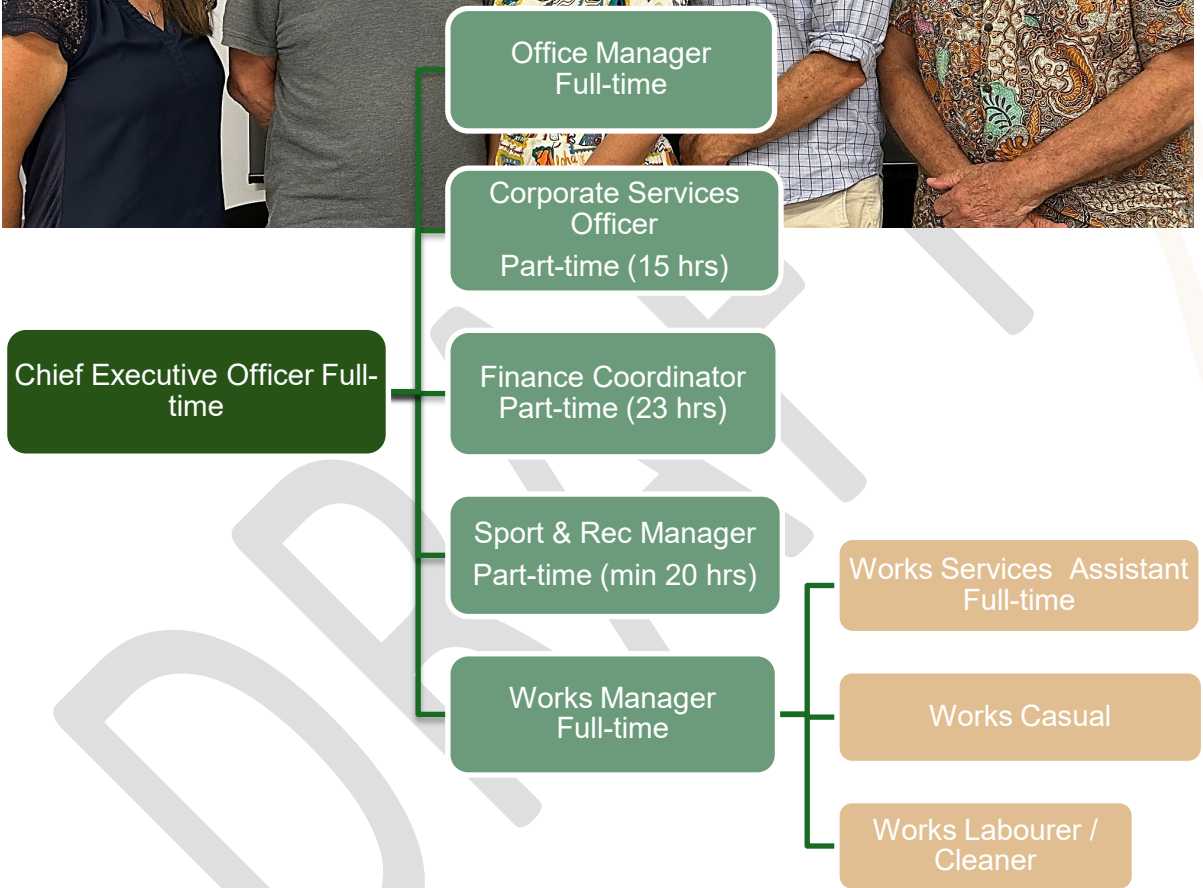 Office Manager
Full-time
Corporate Services
Officer
Part-time (15 hrs)
Chief Executive Officer Full-
time
Finance Coordinator
Part-time (23 hrs)
Sport & Rec Manager
Part-time (min 20 hrs)
Works Manager
Full-time
Works Services Assistant
Full-time
Works Casual
Works Labourer /
Cleaner
DRAFT